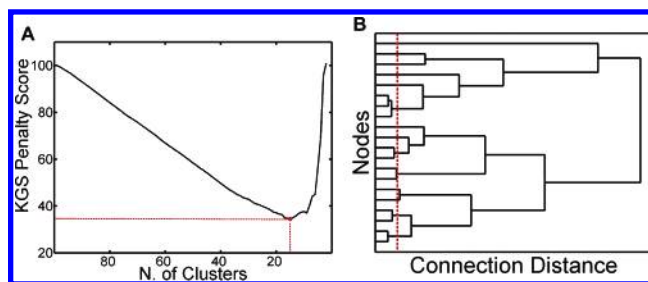 A
KGS Penalty Score
100
80
60
40
20
80
60
40
20
N. of Clusters
B
Nodes
Connection Distance